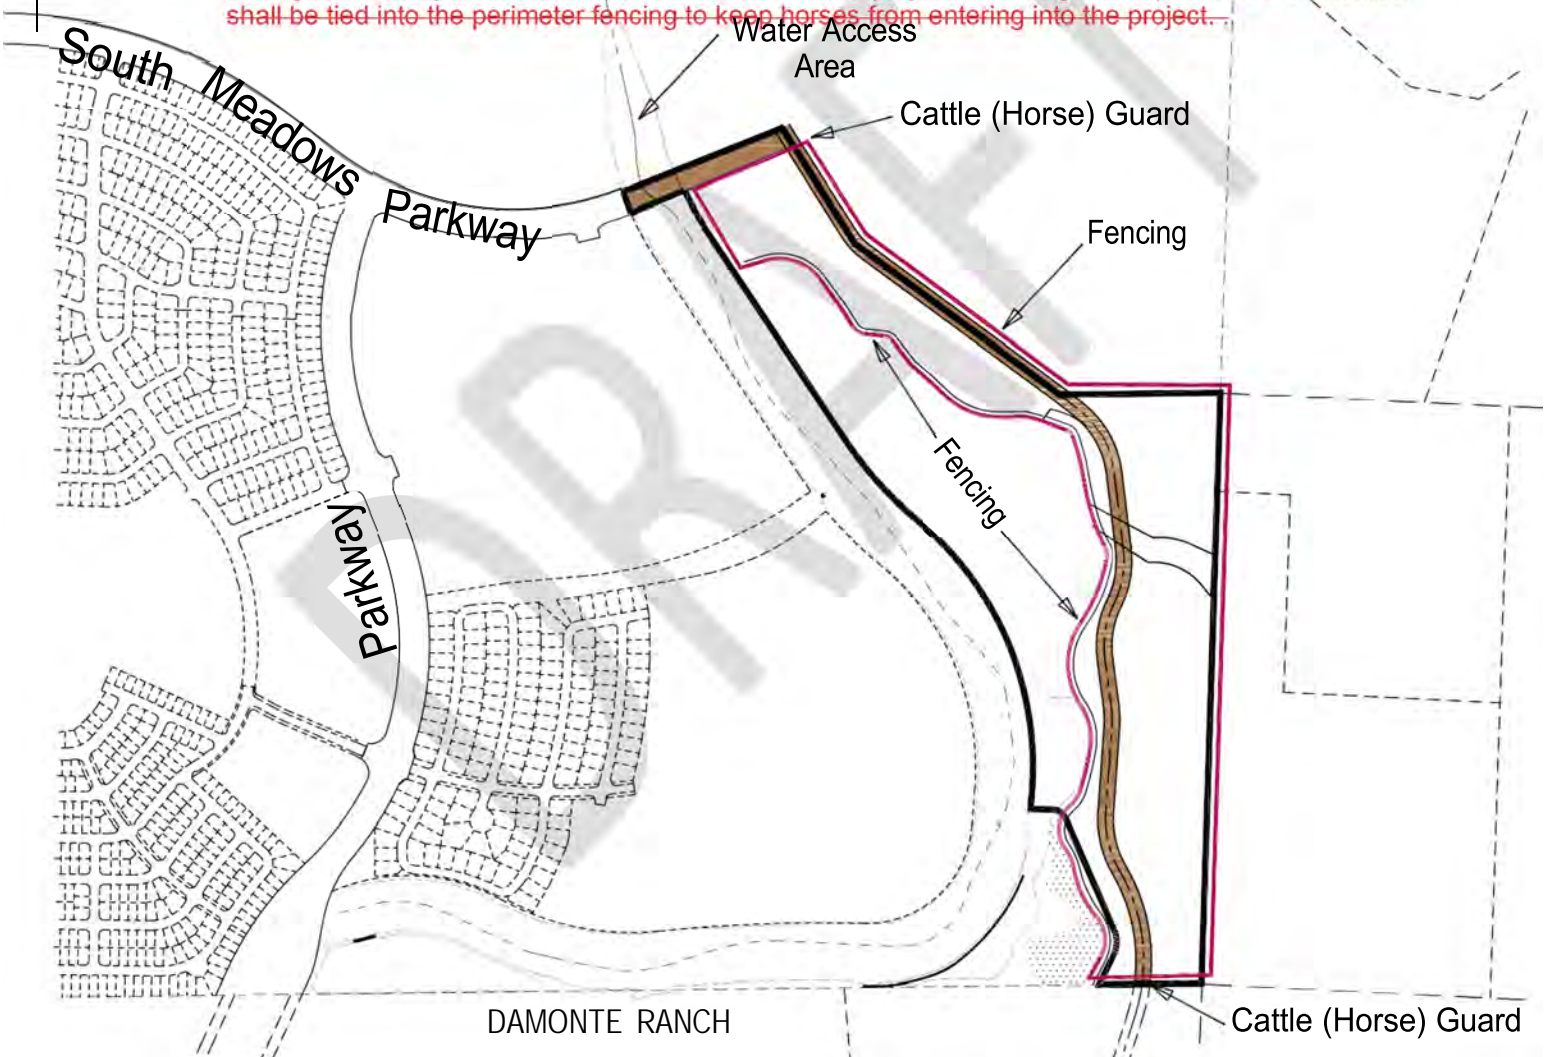 shall be tied into the perimeter fencing to keep horses from entering into the project.
Water Access
Area
South Meadows Parkway
Cattle (Horse) Guard
Fencing
Fencing
Parkway
DRAFT
DAMONTE RANCH
Cattle (Horse) Guard